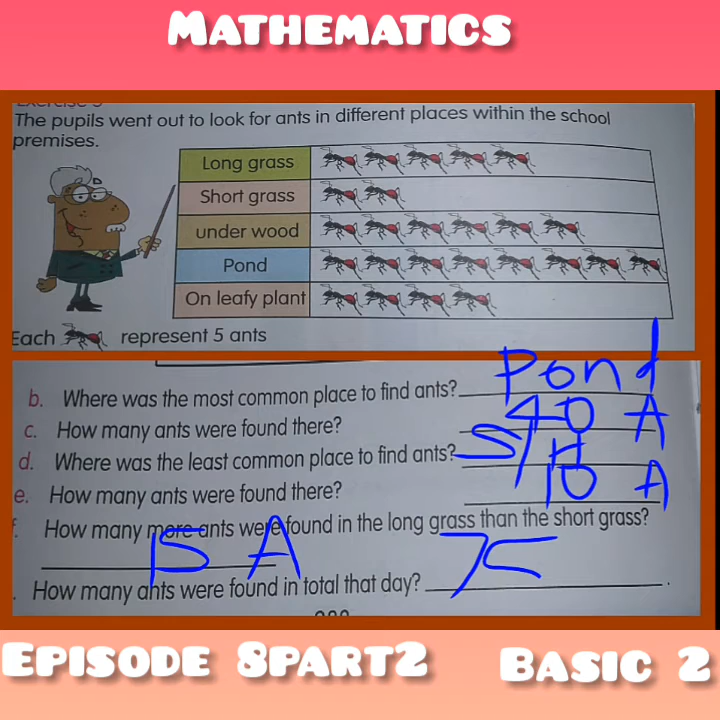 MATHEMATICS
The pupils went out to look for ants in different places within the school
premises.
Long grass
Short grass
under wood
Pond
On leafy plant
Each represent 5 ants
b. Where was the most common place to find ants? Pond
c. How many ants were found there? 40 A
d. Where was the least common place to find ants?
e. How many ants were found there? 10 A
f. How many more ants were found in the long grass than the short grass?
15 A
. How many ants were found in total that day? 75 .
EPISODE 8PART2 BASIC 2